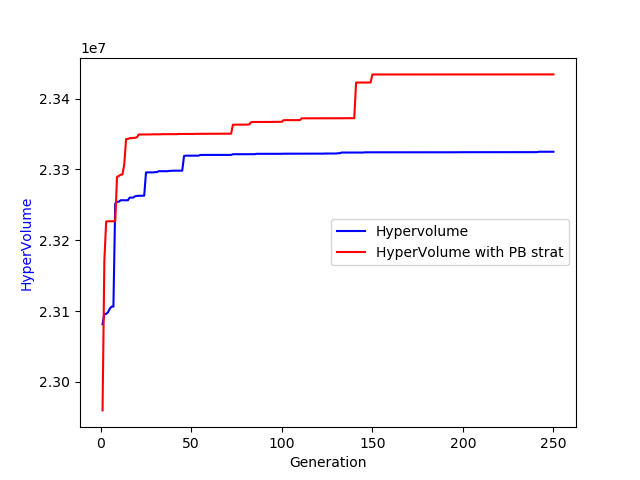 1e7
2.34
2.33
2.32
2.31
2.30
HyperVolume
Hypervolume
HyperVolume with PB strat
0
50
100
150
200
250
Generation